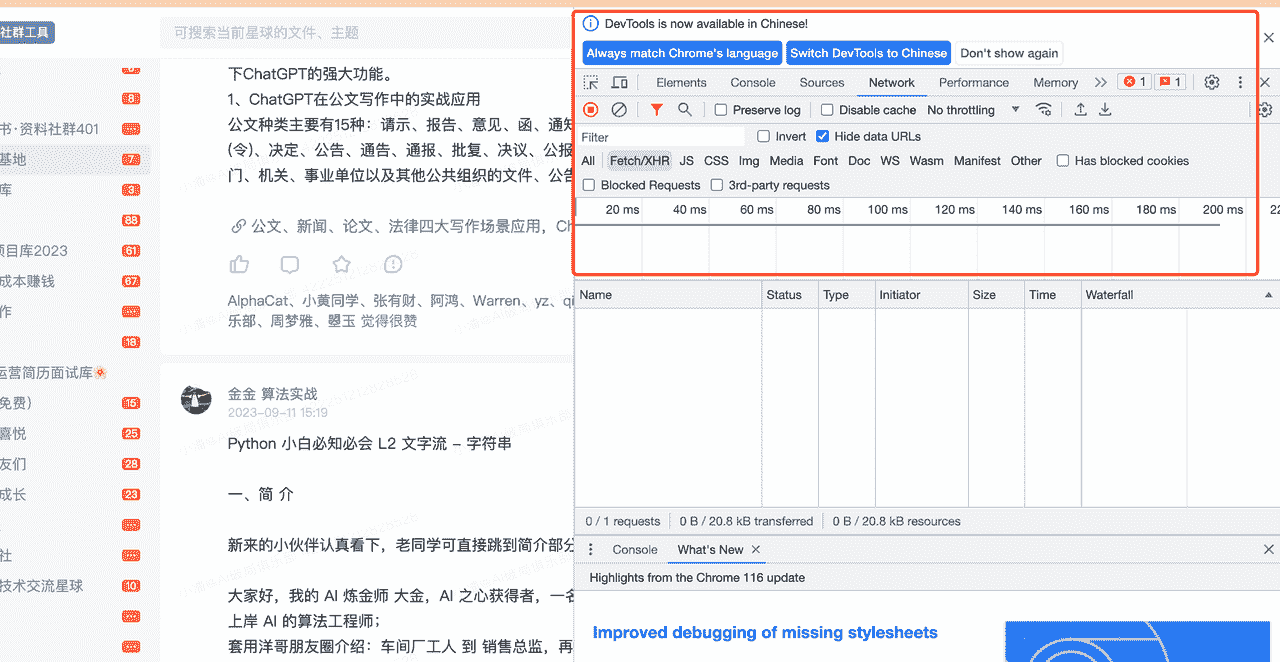 社群工具
可搜索当前星球的文件、主题
8
书·资料社群401
基地
7
库
3
88
项目库2023
61
成本赚钱
67
作
18
运营简历面试库
免费）
15
喜悦
25
友们
28
成长
23
社
技术交流星球
10
下ChatGPT的强大功能。
1、ChatGPT在公文写作中的实战应用
公文种类主要有15种：请示、报告、意见、函、通知
(令)、决定、公告、通告、通报、批复、决议、公报
门、机关、事业单位以及其他公共组织的文件、公告
公文、新闻、论文、法律四大写作场景应用，Ch
AlphaCat、小黄同学、张有财、阿鸿、Warren、yz、qi
乐部、周梦雅、曌玉 觉得很赞
金金 算法实战
2023-09-11 15:19
Python 小白必知必会 L2 文字流 – 字符串
一、简 介
新来的小伙伴认真看下，老同学可直接跳到简介部分
大家好，我的 AI 炼金师 大金，AI 之心获得者，一名
上岸 AI 的算法工程师；
套用洋哥朋友圈介绍：车间厂工人 到 销售总监，再
DevTools is now available in Chinese!
Always match Chrome's language Switch DevTools to Chinese Don't show again
Elements Console Sources Network Performance Memory 1 1
Preserve log Disable cache No throttling
Filter Invert Hide data URLs
All Fetch/XHR JS CSS Img Media Font Doc WS Wasm Manifest Other Has blocked cookies
Blocked Requests 3rd-party requests
20 ms 40 ms 60 ms 80 ms 100 ms 120 ms 140 ms 160 ms 180 ms 200 ms 22
Name Status Type Initiator Size Time Waterfall
0 / 1 requests 0 B / 20.8 kB transferred 0 B / 20.8 kB resources
Console What's New
Highlights from the Chrome 116 update
Improved debugging of missing stylesheets